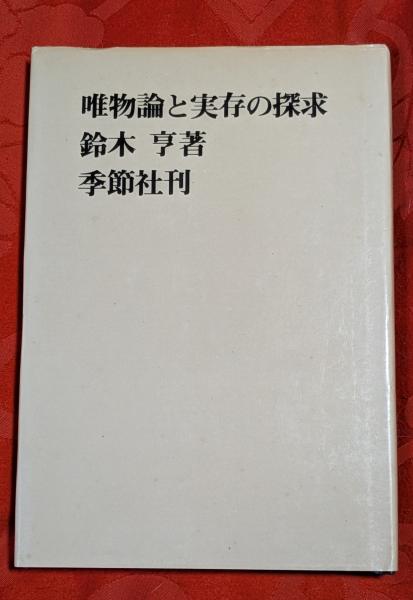 唯物論と実存の探求
鈴木 亨著
季節社刊